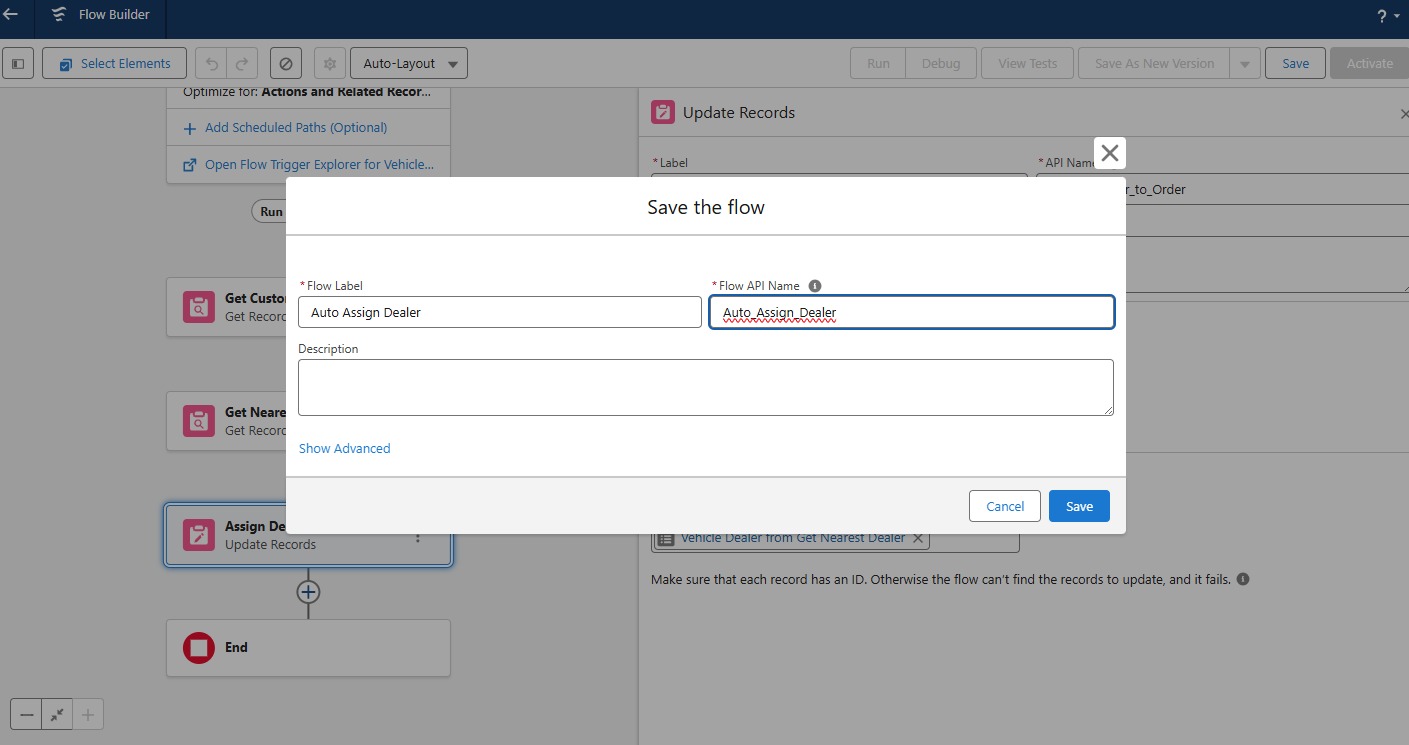 Flow Builder
?
Select Elements
Auto-Layout
Run
Debug
View Tests
Save As New Version
Save
Activate
Optimize for: Actions and Related Recor...
Add Scheduled Paths (Optional)
Open Flow Trigger Explorer for Vehicle...
Run
Get Custo
Get Record
Get Neare
Get Record
Assign De
Update Records
End
Update Records
*Label
*API Name
r_to_Order
Save the flow
*Flow Label
*Flow API Name
Auto Assign Dealer
Auto_Assign_Dealer
Description
Show Advanced
Cancel
Save
Vehicle Dealer from Get Nearest Dealer
Make sure that each record has an ID. Otherwise the flow can't find the records to update, and it fails.